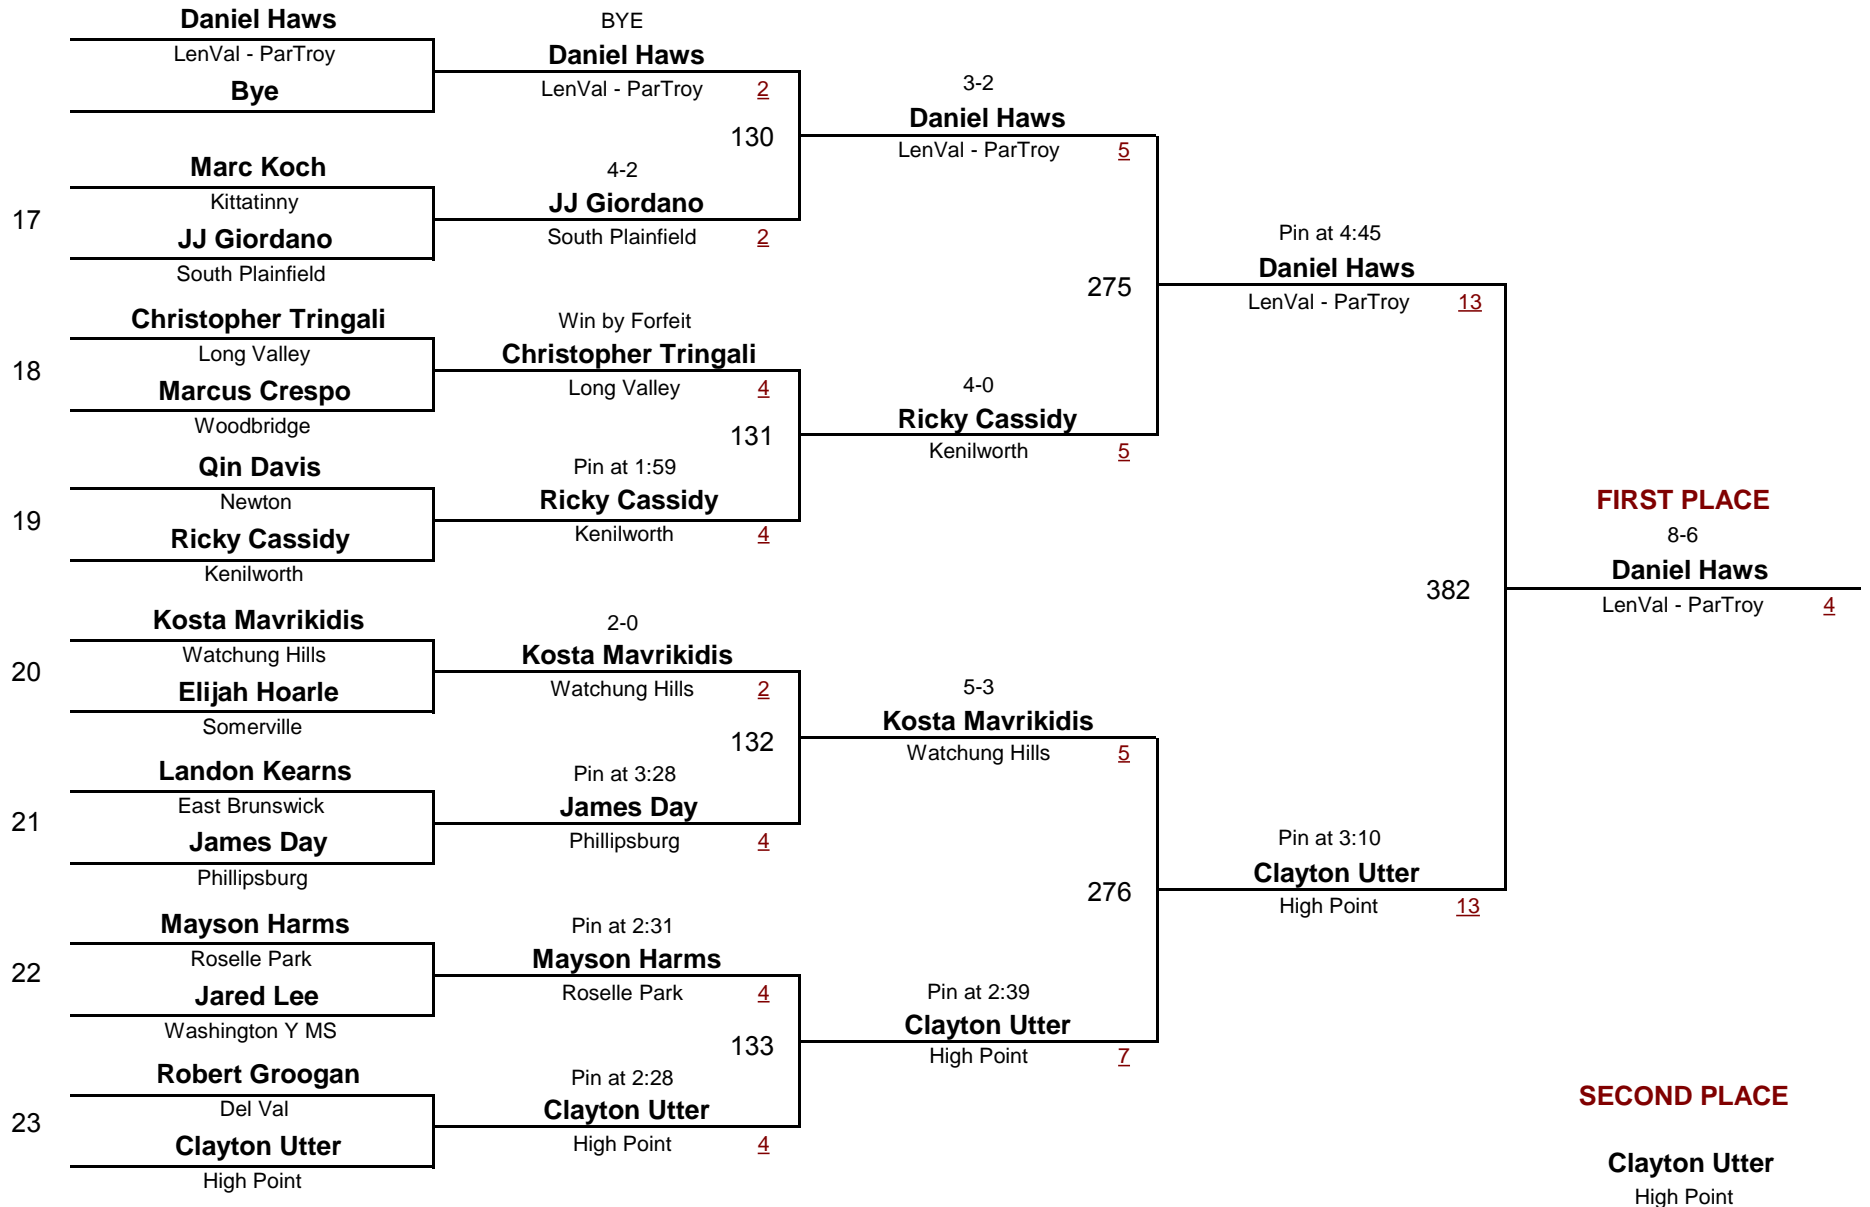 Daniel Haws
LenVal - ParTroy
Bye
17
Marc Koch
Kittatinny
JJ Giordano
South Plainfield
18
Christopher Tringali
Long Valley
Marcus Crespo
Woodbridge
19
Qin Davis
Newton
Ricky Cassidy
Kenilworth
20
Kosta Mavrikidis
Watchung Hills
Elijah Hoarle
Somerville
21
Landon Kearns
East Brunswick
James Day
Phillipsburg
22
Mayson Harms
Roselle Park
Jared Lee
Washington Y MS
23
Robert Groogan
Del Val
Clayton Utter
High Point
BYE
Daniel Haws
LenVal - ParTroy 2
130
4-2
JJ Giordano
South Plainfield 2
Win by Forfeit
Christopher Tringali
Long Valley 4
131
Pin at 1:59
Ricky Cassidy
Kenilworth 4
2-0
Kosta Mavrikidis
Watchung Hills 2
132
Pin at 3:28
James Day
Phillipsburg 4
Pin at 2:31
Mayson Harms
Roselle Park 4
133
Pin at 2:28
Clayton Utter
High Point 4
3-2
Daniel Haws
LenVal - ParTroy 5
275
4-0
Ricky Cassidy
Kenilworth 5
5-3
Kosta Mavrikidis
Watchung Hills 5
276
Pin at 2:39
Clayton Utter
High Point 7
Pin at 4:45
Daniel Haws
LenVal - ParTroy 13
382
Pin at 3:10
Clayton Utter
High Point 13
FIRST PLACE
8-6
Daniel Haws
LenVal - ParTroy 4
SECOND PLACE
Clayton Utter
High Point